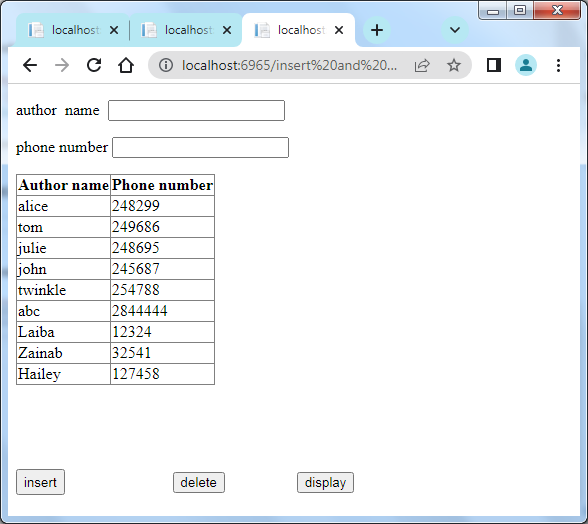 localhost: localhost: localhost:
localhost:6965/insert%20and%20...
author name
phone number
Author name Phone number
alice 248299
tom 249686
julie 248695
john 245687
twinkle 254788
abc 2844444
Laiba 12324
Zainab 32541
Hailey 127458
insert delete display